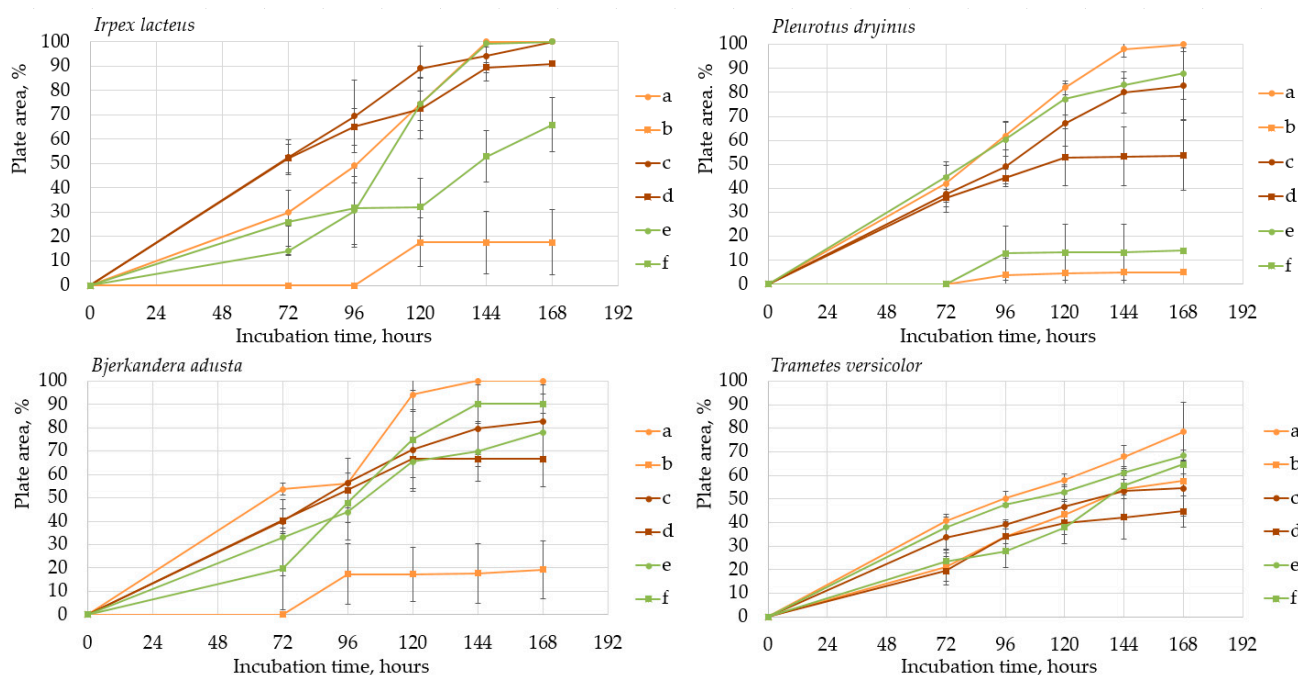 Irpex lacteus
Plate area, %
100
90
80
70
60
50
40
30
20
10
0
0 24 48 72 96 120 144 168 192
Incubation time, hours
a
b
c
d
e
f
Pleurotus dryinus
Plate area. %
100
90
80
70
60
50
40
30
20
10
0
0 24 48 72 96 120 144 168 192
Incubation time, hours
a
b
c
d
e
f
Bjerkandera adusta
Plate area, %
100
90
80
70
60
50
40
30
20
10
0
0 24 48 72 96 120 144 168 192
Incubation time, hours
a
b
c
d
e
f
Trametes versicolor
Plate area, %
100
90
80
70
60
50
40
30
20
10
0
0 24 48 72 96 120 144 168 192
Incubation time, hours
a
b
c
d
e
f